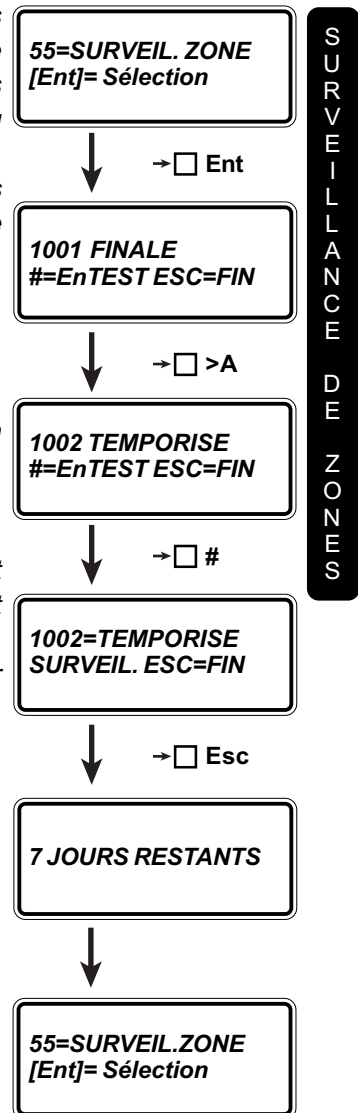 55=SURVEIL. ZONE
[Ent]= Sélection
→□ Ent
1001 FINALE
#=EnTEST ESC=FIN
→□ >A
1002 TEMPORISE
#=EnTEST ESC=FIN
→□ #
1002=TEMPORISE
SURVEIL. ESC=FIN
→□ Esc
7 JOURS RESTANTS
55=SURVEIL.ZONE
[Ent]= Sélection
SURVEILLANCE DE ZONES